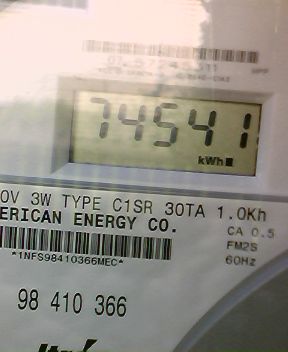 74541
kWh
0V 3W TYPE C1SR 30TA 1.0Kh
ERICAN ENERGY CO.
CA 0.5
FM2S
*1NFS98410366MEC*
60Hz
98 410 366